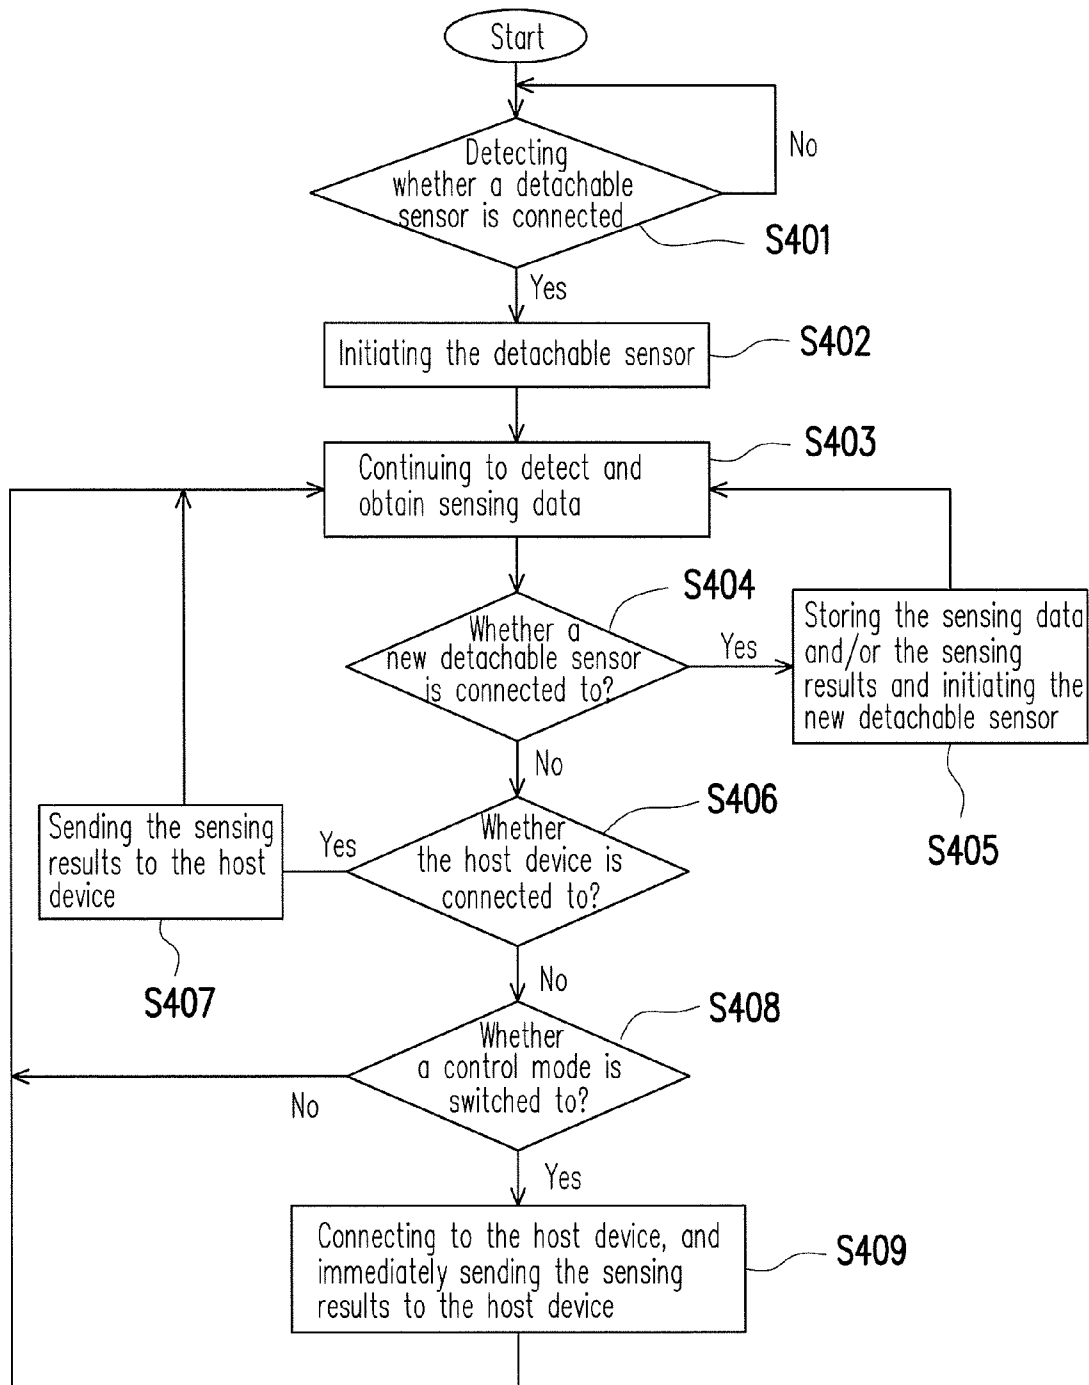 Start
No
Detecting
whether a detachable
sensor is connected
S401
Yes
Initiating the detachable sensor
S402
S403
Continuing to detect and
obtain sensing data
S404
Whether a
new detachable sensor
is connected to?
Yes
Storing the sensing data
and/or the sensing
results and initiating the
new detachable sensor
S405
No
S406
Whether
the host device is
connected to?
Yes
Sending the sensing
results to the host
device
S407
No
S408
Whether
a control mode is
switched to?
No
Yes
Connecting to the host device, and
immediately sending the sensing
results to the host device
S409